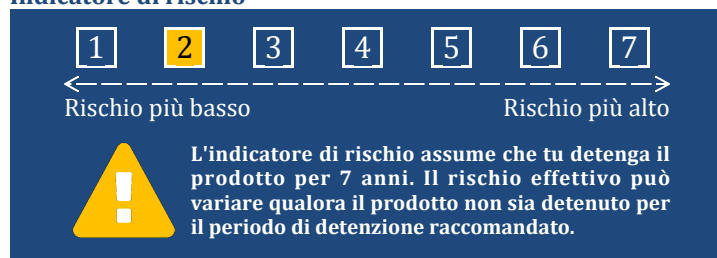 Indicatore di rischio
1 2 3 4 5 6 7
Rischio più basso Rischio più alto
L'indicatore di rischio assume che tu detenga il
prodotto per 7 anni. Il rischio effettivo può
variare qualora il prodotto non sia detenuto per
il periodo di detenzione raccomandato.